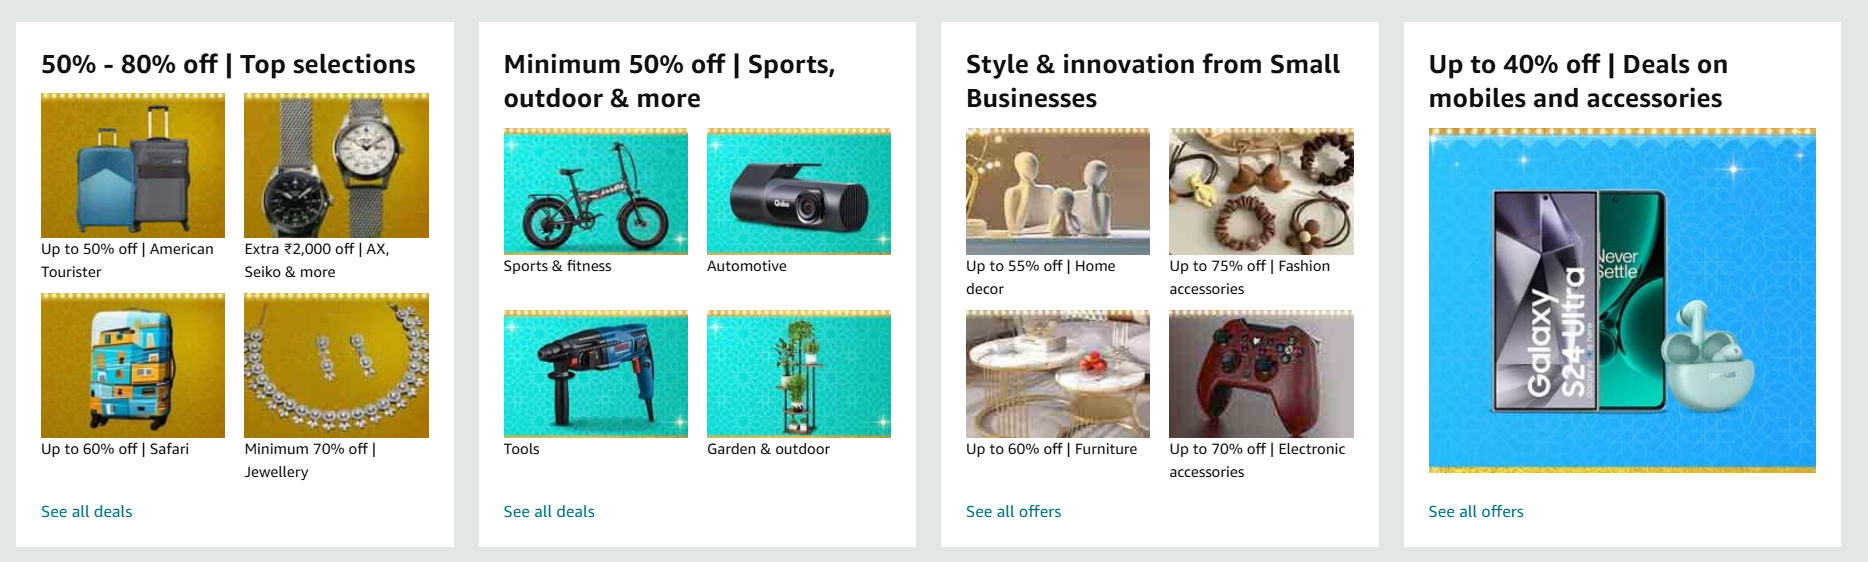 50% - 80% off | Top selections
Up to 50% off | American
Tourister
Extra ₹2,000 off | AX,
Seiko & more
Up to 60% off | Safari
Minimum 70% off |
Jewellery
See all deals
Minimum 50% off | Sports,
outdoor & more
Sports & fitness
Qubo
Automotive
Tools
Garden & outdoor
See all deals
Style & innovation from Small
Businesses
Up to 55% off | Home
decor
Up to 75% off | Fashion
accessories
Up to 60% off | Furniture
Up to 70% off | Electronic
accessories
See all offers
Up to 40% off | Deals on
mobiles and accessories
Galaxy
S24 Ultra
Never
Settle
See all offers